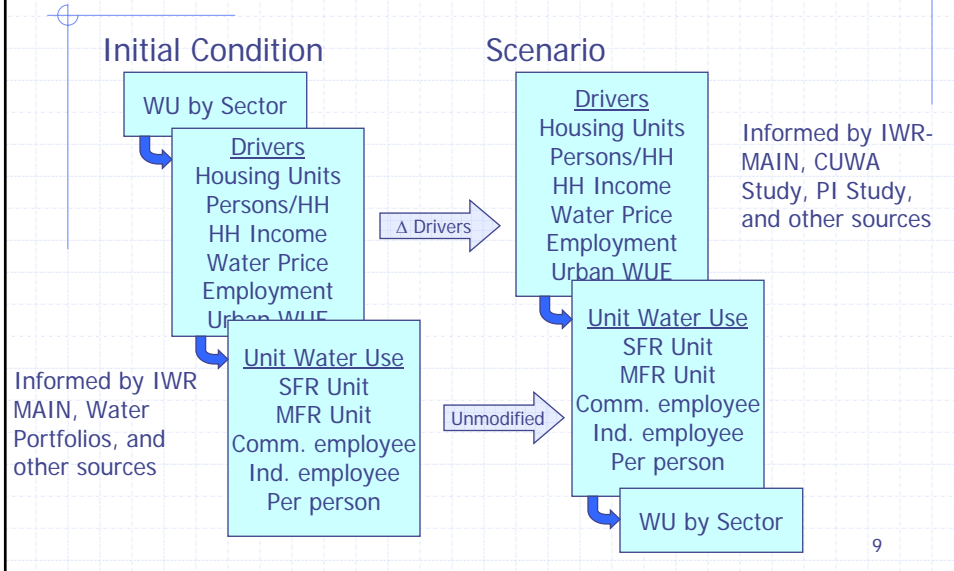 Initial Condition
WU by Sector
Drivers
Housing Units
Persons/HH
HH Income
Water Price
Employment
Urban WUE
Unit Water Use
SFR Unit
MFR Unit
Comm. employee
Ind. employee
Per person
Informed by IWR
MAIN, Water
Portfolios, and
other sources
Δ Drivers
Unmodified
Scenario
Drivers
Housing Units
Persons/HH
HH Income
Water Price
Employment
Urban WUE
Unit Water Use
SFR Unit
MFR Unit
Comm. employee
Ind. employee
Per person
WU by Sector
Informed by IWR-
MAIN, CUWA
Study, PI Study,
and other sources
9